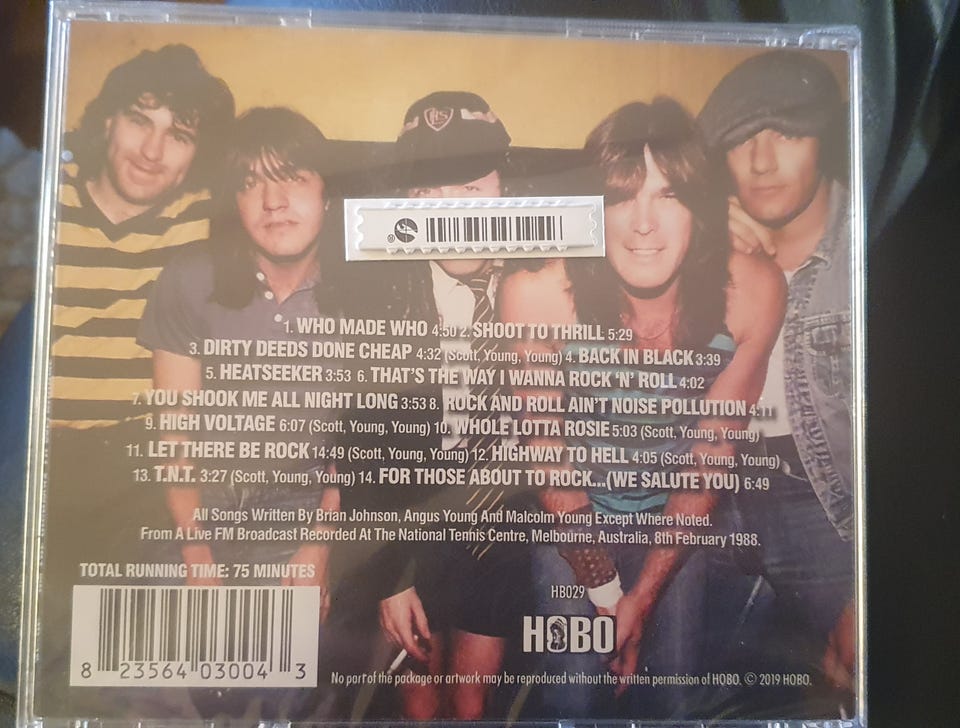 HS
®
1. WHO MADE WHO 4:50 2. SHOOT TO THRILL 5:29
3. DIRTY DEEDS DONE CHEAP 4:32 (Scott, Young, Young) 4. BACK IN BLACK 3:39
5. HEATSEEKER 3:53 6. THAT'S THE WAY I WANNA ROCK 'N' ROLL 4:02
7. YOU SHOOK ME ALL NIGHT LONG 3:53 8. ROCK AND ROLL AIN'T NOISE POLLUTION 4:11
9. HIGH VOLTAGE 6:07 (Scott, Young, Young) 10. WHOLE LOTTA ROSIE 5:03 (Scott, Young, Young)
11. LET THERE BE ROCK 14:49 (Scott, Young, Young) 12. HIGHWAY TO HELL 4:05 (Scott, Young, Young)
13. T.N.T. 3:27 (Scott, Young, Young) 14. FOR THOSE ABOUT TO ROCK...(WE SALUTE YOU) 6:49
All Songs Written By Brian Johnson, Angus Young And Malcolm Young Except Where Noted.
From A Live FM Broadcast Recorded At The National Tennis Centre, Melbourne, Australia, 8th February 1988.
TOTAL RUNNING TIME: 75 MINUTES
HB029
HOBO
8 23564 03004 3
No part of the package or artwork may be reproduced without the written permission of HOBO. © 2019 HOBO.